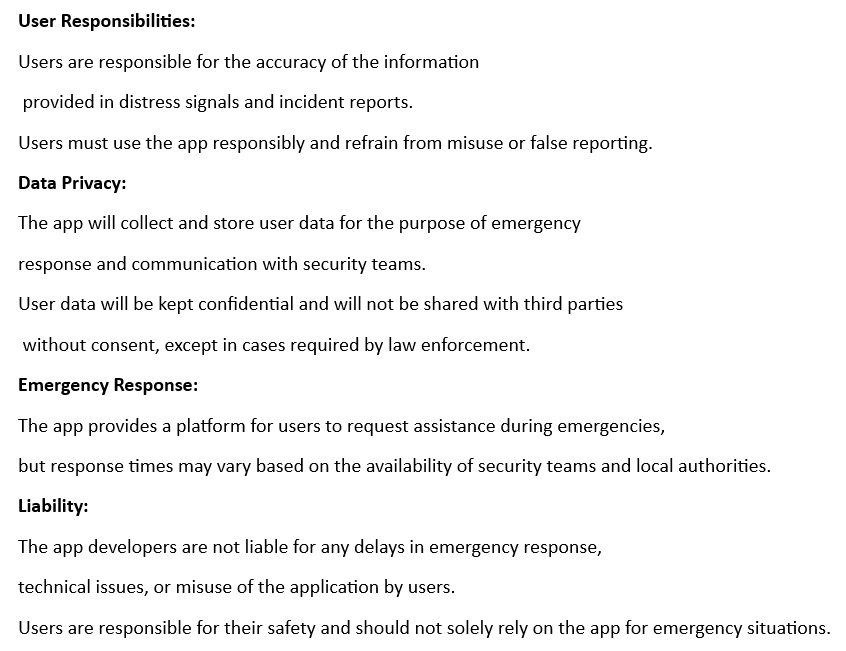 User Responsibilities:
Users are responsible for the accuracy of the information
provided in distress signals and incident reports.
Users must use the app responsibly and refrain from misuse or false reporting.
Data Privacy:
The app will collect and store user data for the purpose of emergency
response and communication with security teams.
User data will be kept confidential and will not be shared with third parties
without consent, except in cases required by law enforcement.
Emergency Response:
The app provides a platform for users to request assistance during emergencies,
but response times may vary based on the availability of security teams and local authorities.
Liability:
The app developers are not liable for any delays in emergency response,
technical issues, or misuse of the application by users.
Users are responsible for their safety and should not solely rely on the app for emergency situations.